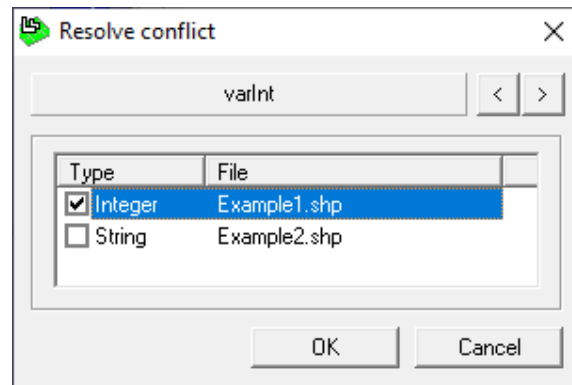 Resolve conflict
varInt
< >
Type File
Integer Example1.shp
String Example2.shp
OK Cancel